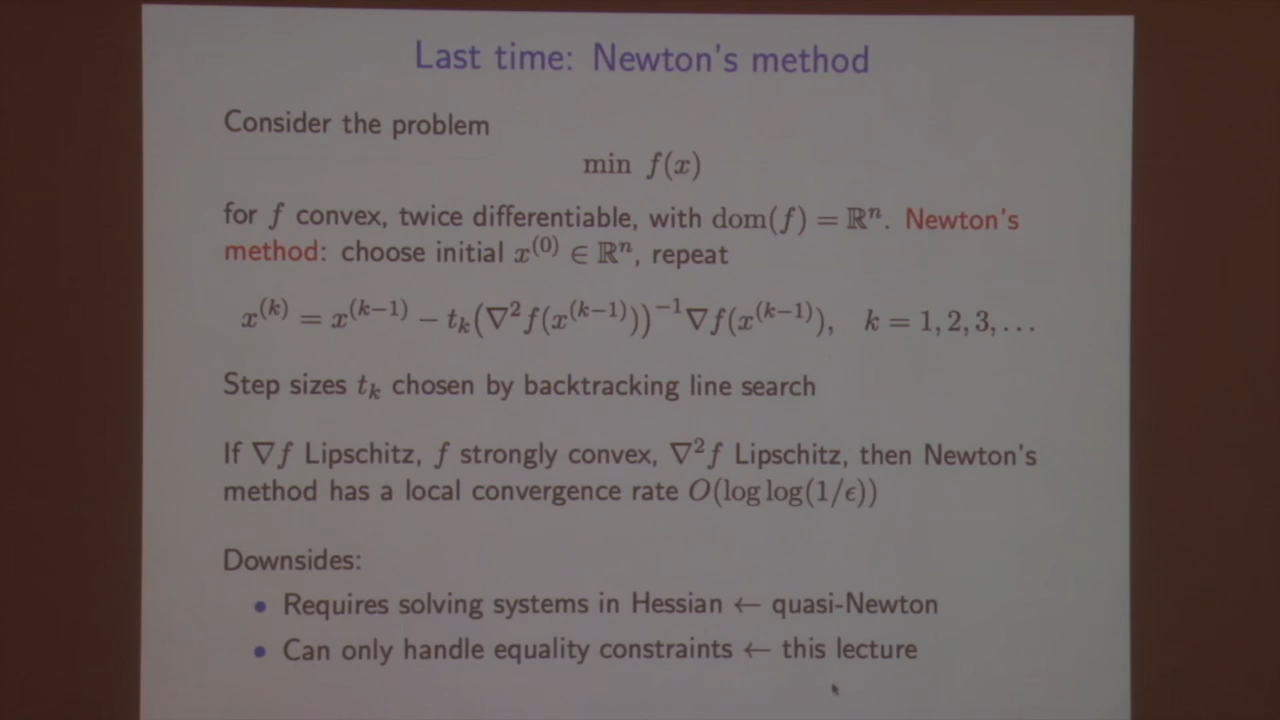 Last time: Newton's method
Consider the problem
min f(x)
for f convex, twice differentiable, with dom(f) = ℝⁿ. Newton's
method: choose initial x⁽⁰⁾ ∈ ℝⁿ, repeat
x⁽ᵏ⁾ = x⁽ᵏ⁻¹⁾ − tₖ(∇²f(x⁽ᵏ⁻¹⁾))⁻¹∇f(x⁽ᵏ⁻¹⁾), k = 1, 2, 3, . . .
Step sizes tₖ chosen by backtracking line search
If ∇f Lipschitz, f strongly convex, ∇²f Lipschitz, then Newton's
method has a local convergence rate O(log log(1/ϵ))
Downsides:
• Requires solving systems in Hessian ← quasi-Newton
• Can only handle equality constraints ← this lecture